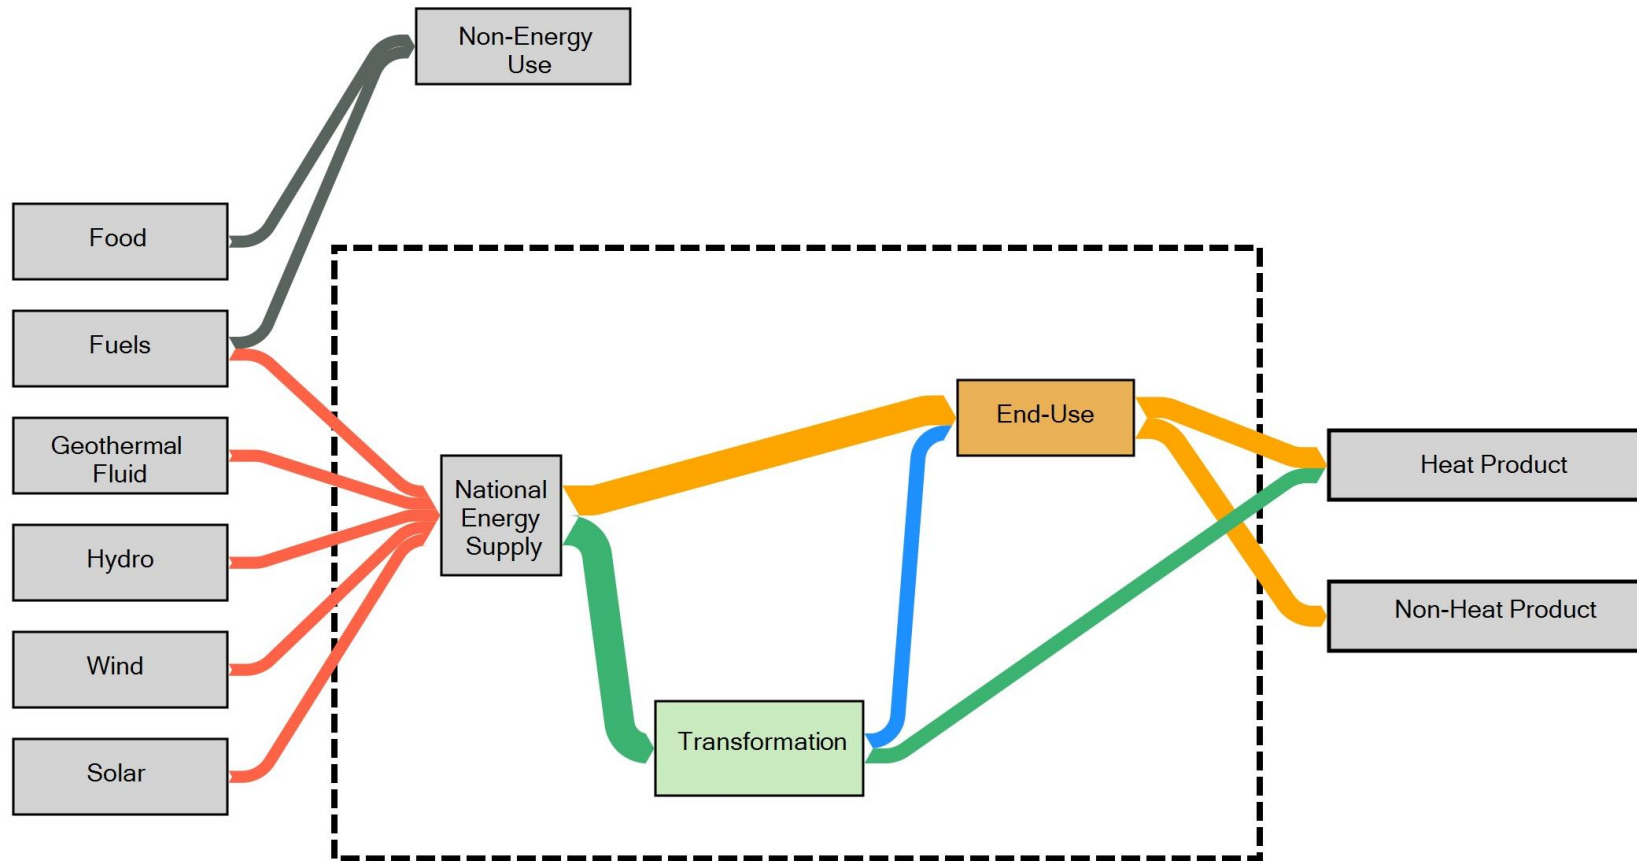 Non-Energy
Use
Food
Fuels
Geothermal
Fluid
Hydro
Wind
Solar
National
Energy
Supply
Transformation
End-Use
Heat Product
Non-Heat Product